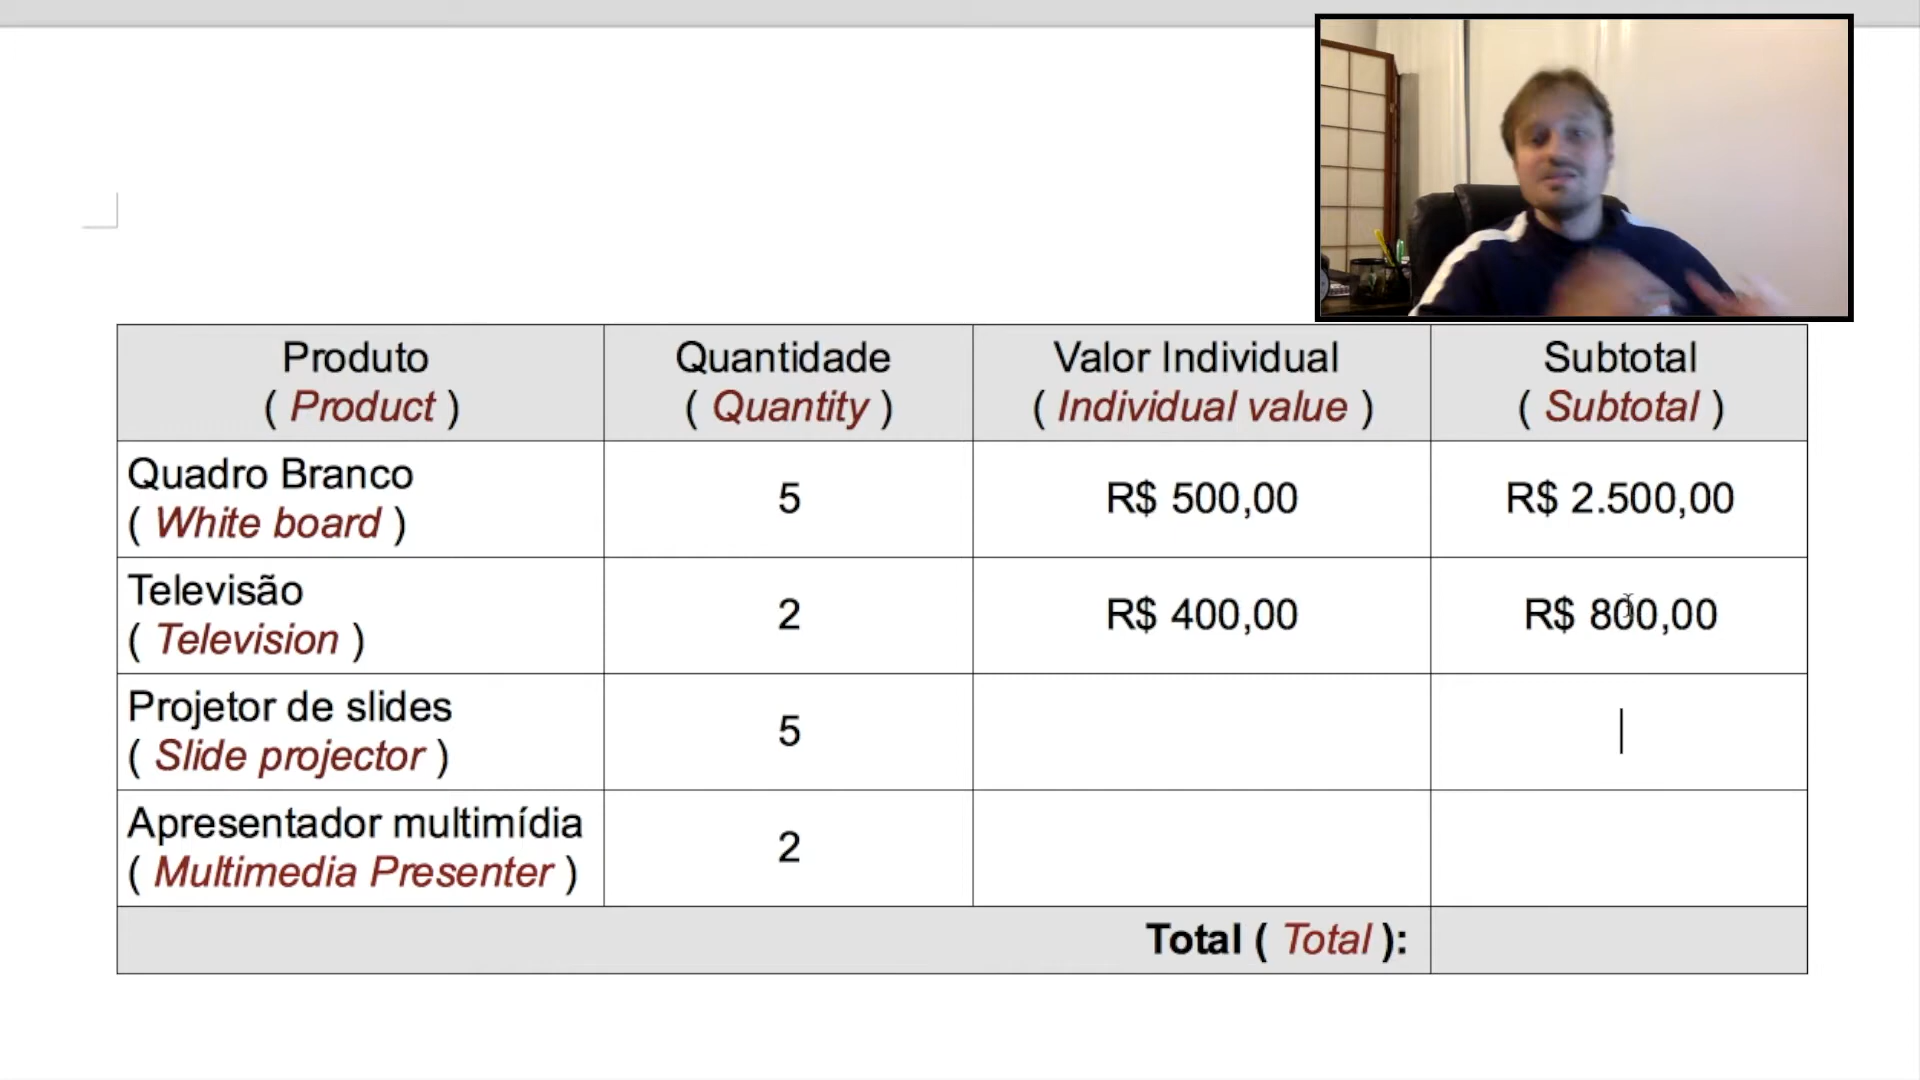 Produto
( Product )
Quantidade
( Quantity )
Valor Individual
( Individual value )
Subtotal
( Subtotal )
Quadro Branco
( White board )
5
R$ 500,00
R$ 2.500,00
Televisão
( Television )
2
R$ 400,00
R$ 800,00
Projetor de slides
( Slide projector )
5
Apresentador multimídia
( Multimedia Presenter )
2
Total ( Total ):